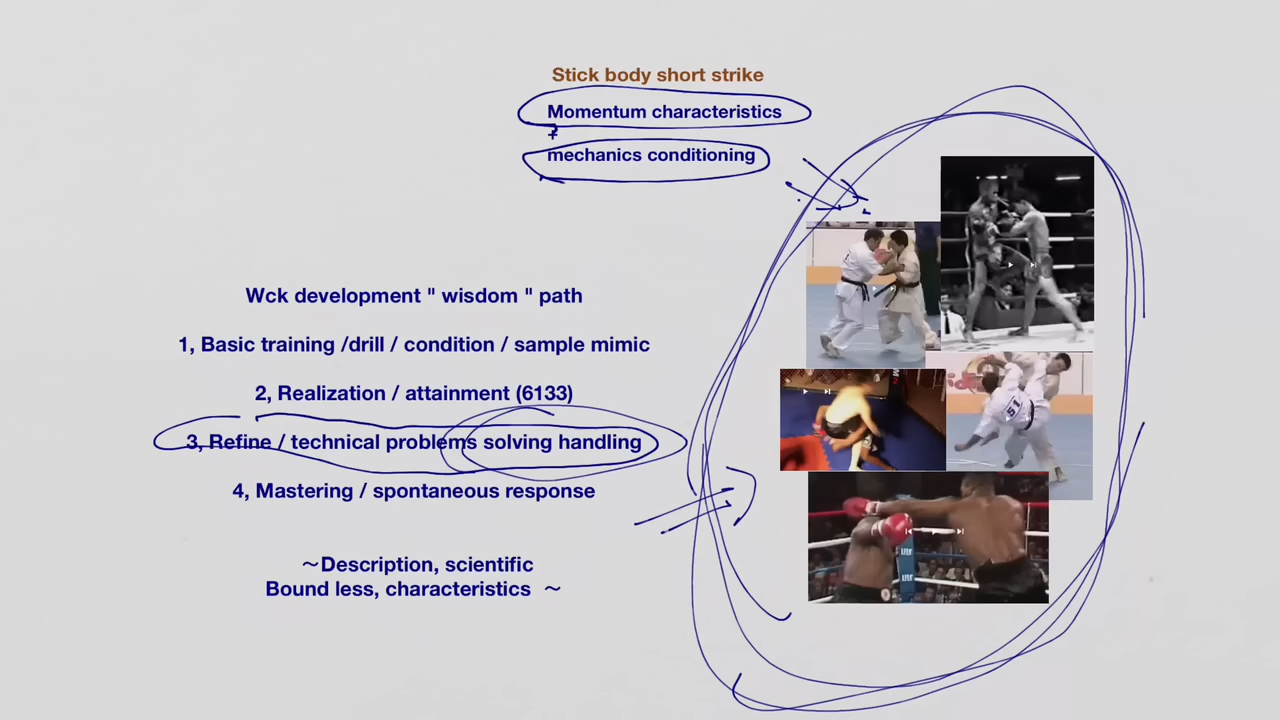 Stick body short strike
Momentum characteristics
+
mechanics conditioning
Wck development " wisdom " path
1, Basic training /drill / condition / sample mimic
2, Realization / attainment (6133)
3, Refine / technical problems solving handling
4, Mastering / spontaneous response
~Description, scientific
Bound less, characteristics ~
51